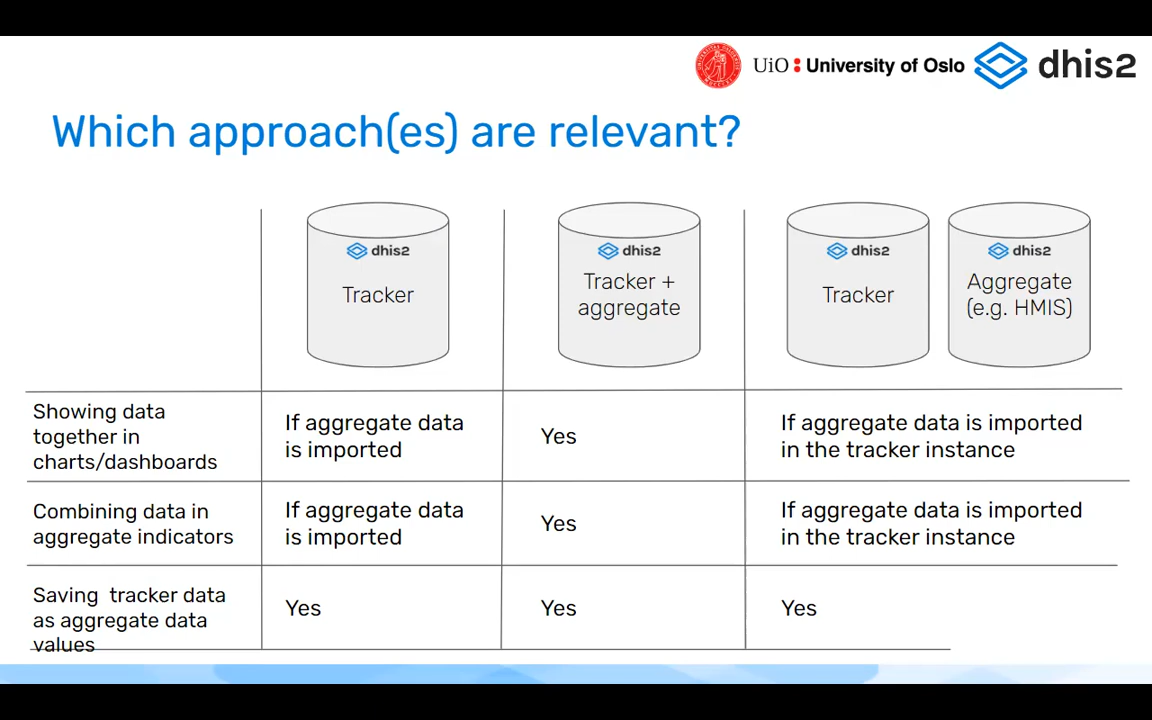 UiO : University of Oslo
dhis2
Which approach(es) are relevant?
dhis2
Tracker
dhis2
Tracker +
aggregate
dhis2
Tracker
dhis2
Aggregate
(e.g. HMIS)
Showing data
together in
charts/dashboards
If aggregate data
is imported
Yes
If aggregate data is imported
in the tracker instance
Combining data in
aggregate indicators
If aggregate data
is imported
Yes
If aggregate data is imported
in the tracker instance
Saving tracker data
as aggregate data
values
Yes
Yes
Yes